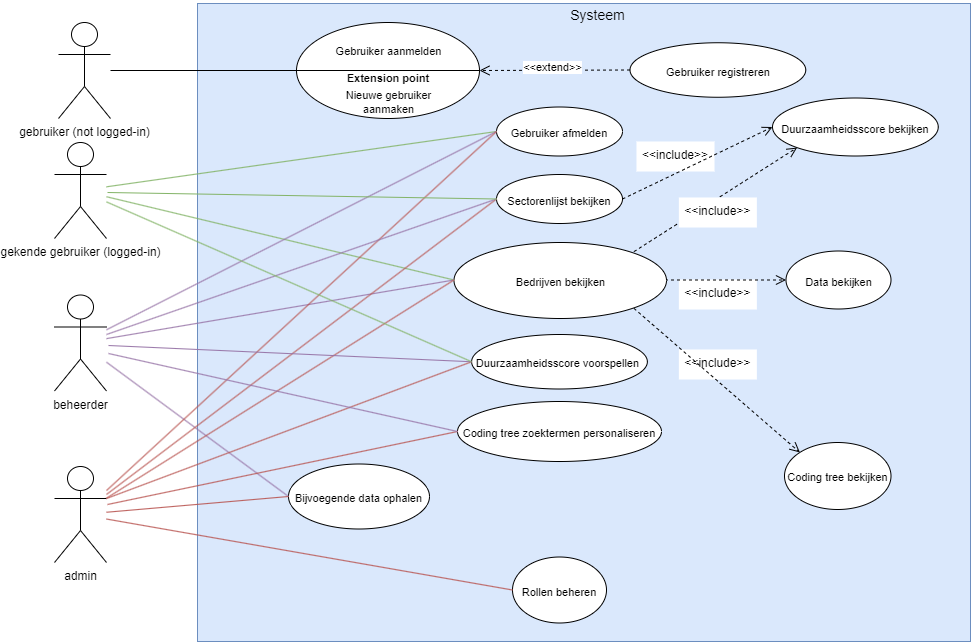 Systeem
Gebruiker aanmelden
Extension point
Nieuwe gebruiker
aanmaken
<<extend>>
Gebruiker registreren
gebruiker (not logged-in)
Gebruiker afmelden
Duurzaamheidsscore bekijken
<<include>>
Sectorenlijst bekijken
<<include>>
gekende gebruiker (logged-in)
Bedrijven bekijken
Data bekijken
<<include>>
Duurzaamheidsscore voorspellen
<<include>>
beheerder
Coding tree zoektermen personaliseren
Coding tree bekijken
Bijvoegende data ophalen
admin
Rollen beheren